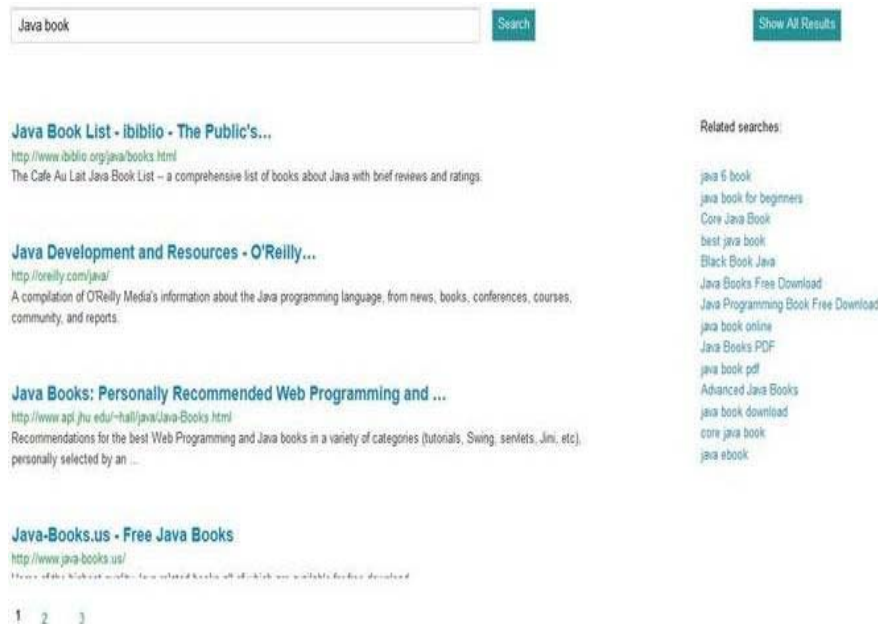 Java book
Search
Show All Results
Java Book List - ibiblio - The Public's...
http://www.ibiblio.org/java/books.html
The Cafe Au Lait Java Book List -- a comprehensive list of books about Java with brief reviews and ratings.
Java Development and Resources - O'Reilly...
http://oreilly.com/java/
A compilation of O'Reilly Media's information about the Java programming language, from news, books, conferences, courses,
community, and reports.
Java Books: Personally Recommended Web Programming and ...
http://www.apl.jhu.edu/~hall/java/Java-Books.html
Recommendations for the best Web Programming and Java books in a variety of categories (tutorials, Swing, servlets, Jini, etc),
personally selected by an ...
Java-Books.us - Free Java Books
http://www.java-books.us/
1 2 3
Related searches:
java 6 book
java book for beginners
Core Java Book
best java book
Black Book Java
Java Books Free Download
Java Programming Book Free Download
java book online
Java Books PDF
java book pdf
Advanced Java Books
java book download
core java book
java ebook